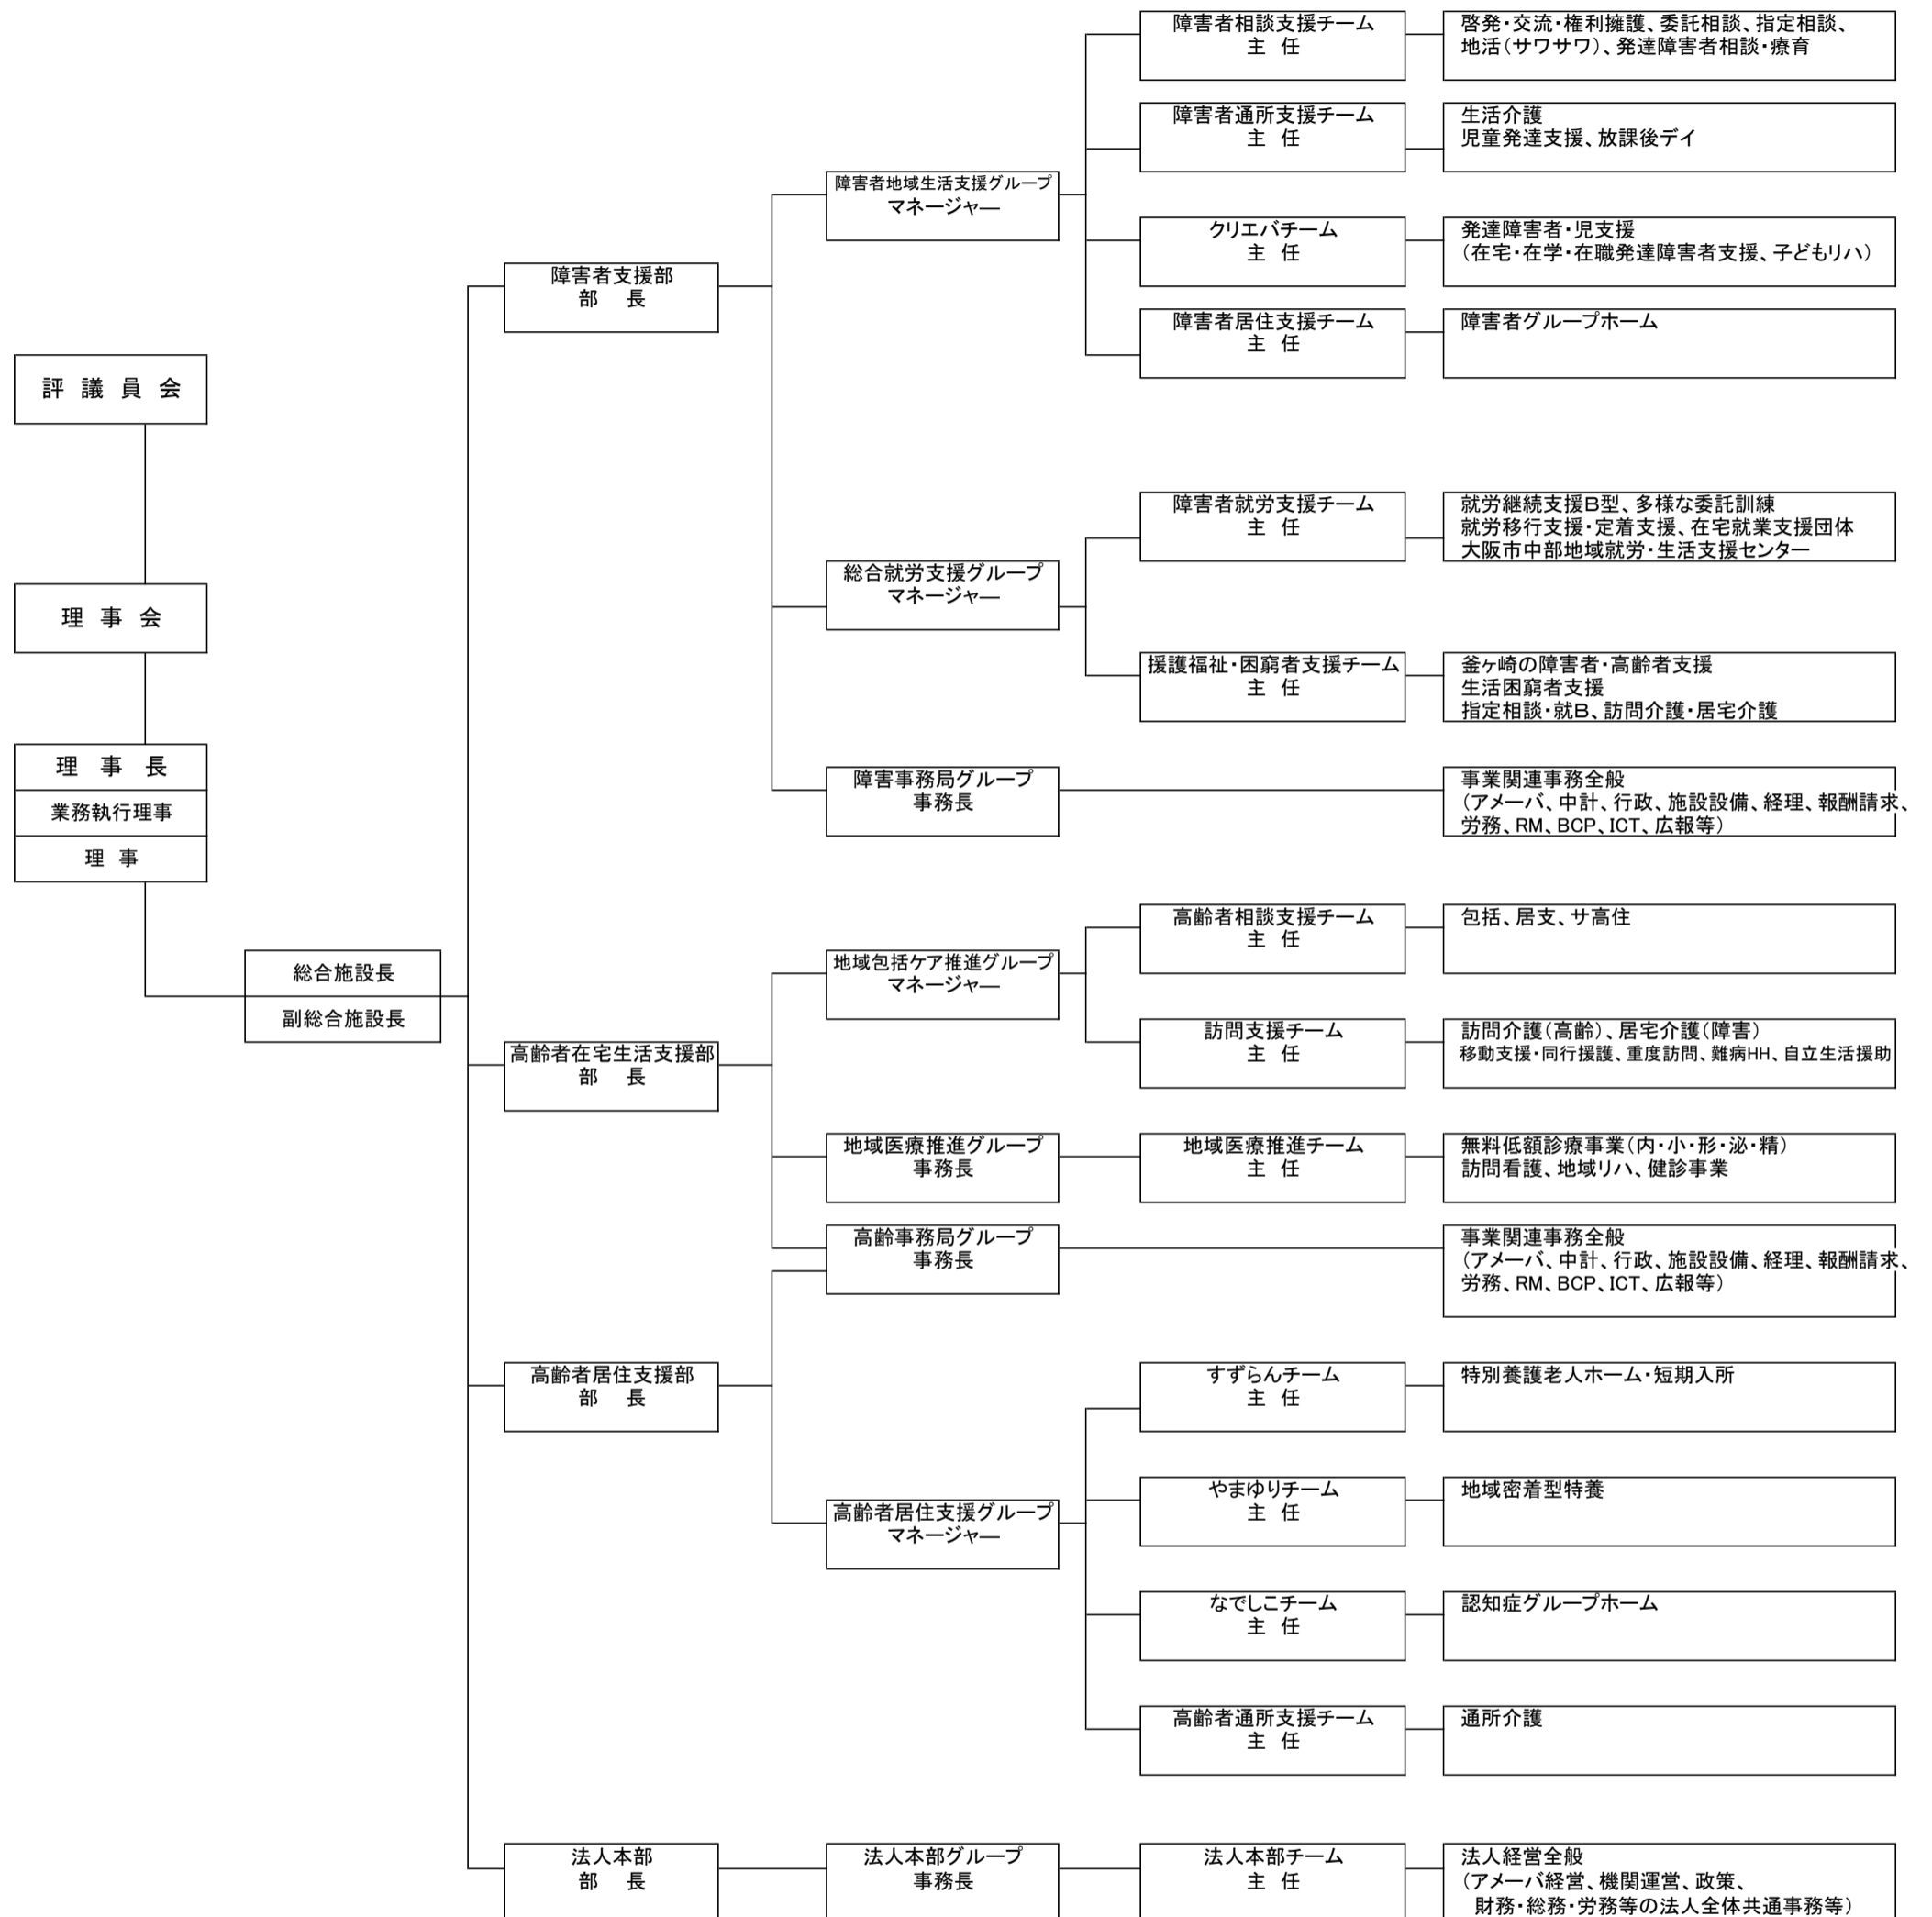 評 議 員 会
理 事 会
理 事 長
業務執行理事
理 事
総合施設長
副総合施設長
障害者支援部
部 長
障害者地域生活支援グループ
マネージャ―
障害者相談支援チーム
主 任
啓発・交流・権利擁護、委託相談、指定相談、
地活(サワサワ)、発達障害者相談・療育
障害者通所支援チーム
主 任
生活介護
児童発達支援、放課後デイ
クリエバチーム
主 任
発達障害者・児支援
(在宅・在学・在職発達障害者支援、子どもリハ)
障害者居住支援チーム
主 任
障害者グループホーム
総合就労支援グループ
マネージャ―
障害者就労支援チーム
主 任
就労継続支援B型、多様な委託訓練
就労移行支援・定着支援、在宅就業支援団体
大阪市中部地域就労・生活支援センター
援護福祉・困窮者支援チーム
主 任
釜ヶ崎の障害者・高齢者支援
生活困窮者支援
指定相談・就B、訪問介護・居宅介護
障害事務局グループ
事務長
事業関連事務全般
(アメーバ、中計、行政、施設設備、経理、報酬請求、
労務、RM、BCP、ICT、広報等)
高齢者在宅生活支援部
部 長
地域包括ケア推進グループ
マネージャ―
高齢者相談支援チーム
主 任
包括、居支、サ高住
訪問支援チーム
主 任
訪問介護(高齢)、居宅介護(障害)
移動支援・同行援護、重度訪問、難病HH、自立生活援助
地域医療推進グループ
事務長
地域医療推進チーム
主 任
無料低額診療事業(内・小・形・泌・精)
訪問看護、地域リハ、健診事業
高齢事務局グループ
事務長
事業関連事務全般
(アメーバ、中計、行政、施設設備、経理、報酬請求、
労務、RM、BCP、ICT、広報等)
高齢者居住支援部
部 長
高齢者居住支援グループ
マネージャ―
すずらんチーム
主 任
特別養護老人ホーム・短期入所
やまゆりチーム
主 任
地域密着型特養
なでしこチーム
主 任
認知症グループホーム
高齢者通所支援チーム
主 任
通所介護
法人本部
部 長
法人本部グループ
事務長
法人本部チーム
主 任
法人経営全般
(アメーバ経営、機関運営、政策、
財務・総務・労務等の法人全体共通事務等)